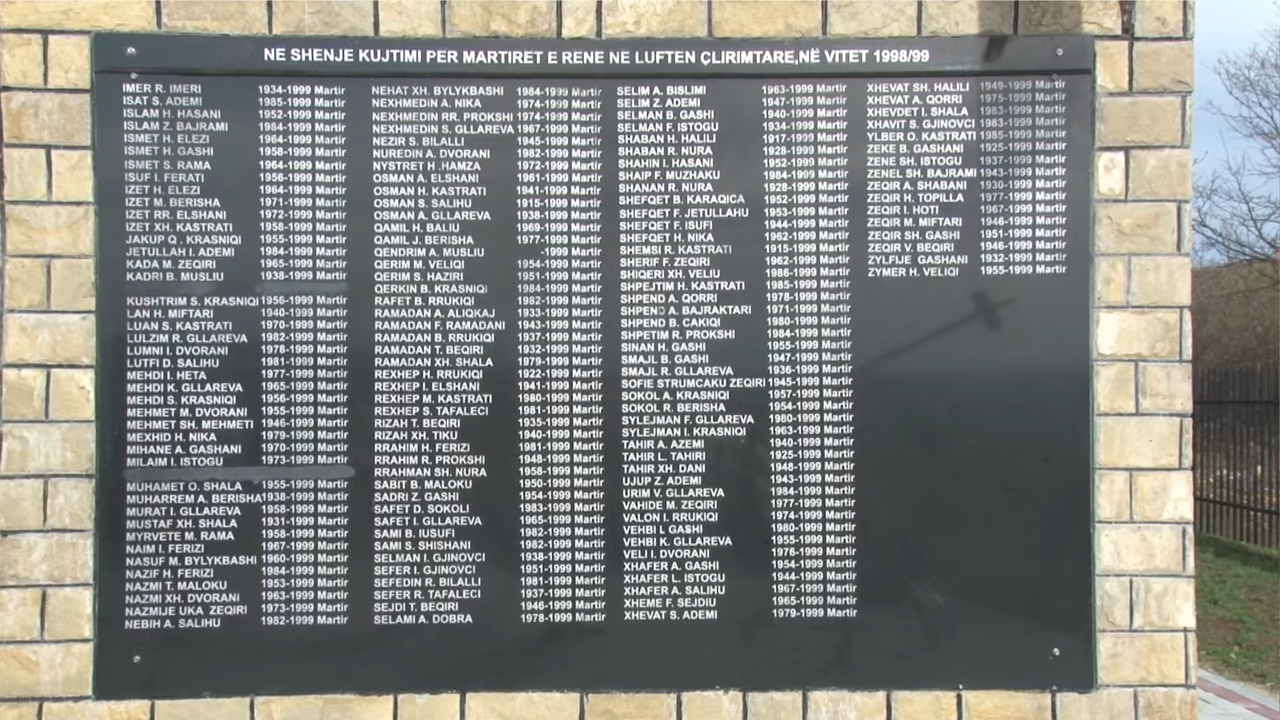 NE SHENJE KUJTIMI PER MARTIRET E RENE NE LUFTEN ÇLIRIMTARE,NË VITET 1998/99
IMER R. IMERI 1934-1999 Martir
ISAT S. ADEMI 1985-1999 Martir
ISLAM H. HASANI 1952-1999 Martir
ISLAM Z. BAJRAMI 1984-1999 Martir
ISMET H. ELEZI 1964-1999 Martir
ISMET H. GASHI 1958-1999 Martir
ISMET S. RAMA 1964-1999 Martir
ISUF I. FERATI 1956-1999 Martir
IZET H. ELEZI 1964-1999 Martir
IZET M. BERISHA 1971-1999 Martir
IZET RR. ELSHANI 1972-1999 Martir
IZET XH. KASTRATI 1958-1999 Martir
JAKUP Q . KRASNIQI 1955-1999 Martir
JETULLAH I. ADEMI 1984-1999 Martir
KADA M. ZEQIRI 1965-1999 Martir
KADRI B. MUSLIU 1938-1999 Martir
KUSHTRIM S. KRASNIQI 1956-1999 Martir
LAN H. MIFTARI 1940-1999 Martir
LUAN S. KASTRATI 1970-1999 Martir
LULZIM R. GLLAREVA 1982-1999 Martir
LUMNI I. DVORANI 1978-1999 Martir
LUTFI D. SALIHU 1981-1999 Martir
MEHDI I. HETA 1977-1999 Martir
MEHDI K. GLLAREVA 1965-1999 Martir
MEHDI S. KRASNIQI 1956-1999 Martir
MEHMET M. DVORANI 1955-1999 Martir
MEHMET SH. MEHMETI 1946-1999 Martir
MEXHID H. NIKA 1979-1999 Martir
MIHANE A. GASHANI 1970-1999 Martir
MILAIM I. ISTOGU 1973-1999 Martir
MUHAMET O. SHALA 1955-1999 Martir
MUHARREM A. BERISHA 1938-1999 Martir
MURAT I. GLLAREVA 1958-1999 Martir
MUSTAF XH. SHALA 1931-1999 Martir
MYRVETE M. RAMA 1958-1999 Martir
NAIM I. FERIZI 1967-1999 Martir
NASUF M. BYLYKBASHI 1960-1999 Martir
NAZIF H. FERIZI 1984-1999 Martir
NAZMI T. MALOKU 1953-1999 Martir
NAZMI XH. DVORANI 1963-1999 Martir
NAZMIJE UKA ZEQIRI 1973-1999 Martir
NEBIH A. SALIHU 1982-1999 Martir
NEHAT XH. BYLYKBASHI 1984-1999 Martir
NEXHMEDIN A. NIKA 1974-1999 Martir
NEXHMEDIN RR. PROKSHI 1974-1999 Martir
NEXHMEDIN S. GLLAREVA 1967-1999 Martir
NEZIR S. BILALLI 1945-1999 Martir
NUREDIN A. DVORANI 1982-1999 Martir
NYSTRET H .HAMZA 1972-1999 Martir
OSMAN A. ELSHANI 1961-1999 Martir
OSMAN H. KASTRATI 1941-1999 Martir
OSMAN S. SALIHU 1915-1999 Martir
OSMAN A. GLLAREVA 1938-1999 Martir
QAMIL H. BALIU 1969-1999 Martir
QAMIL J. BERISHA 1977-1999 Martir
QENDRIM A. MUSLIU -1999 Martir
QERIM M. VELIQI 1954-1999 Martir
QERIM S. HAZIRI 1951-1999 Martir
QERKIN B. KRASNIQI 1984-1999 Martir
RAFET B. RRUKIQI 1982-1999 Martir
RAMADAN A. ALIQKAJ 1933-1999 Martir
RAMADAN F. RAMADANI 1943-1999 Martir
RAMADAN B. RRUKIQI 1937-1999 Martir
RAMADAN T. BEQIRI 1932-1999 Martir
RAMADAN XH. SHALA 1979-1999 Martir
REXHEP H. RRUKIQI 1922-1999 Martir
REXHEP I. ELSHANI 1941-1999 Martir
REXHEP M. KASTRATI 1980-1999 Martir
REXHEP S. TAFALECI 1981-1999 Martir
RIZAH T. BEQIRI 1935-1999 Martir
RIZAH XH. TIKU 1940-1999 Martir
RRAHIM H. FERIZI 1981-1999 Martir
RRAHIM R. PROKSHI 1948-1999 Martir
RRAHMAN SH. NURA 1958-1999 Martir
SABIT B. MALOKU 1950-1999 Martir
SADRI Z. GASHI 1954-1999 Martir
SAFET D. SOKOLI 1983-1999 Martir
SAFET I. GLLAREVA 1965-1999 Martir
SAMI B. IUSUFI 1982-1999 Martir
SAMI S. SHISHANI 1982-1999 Martir
SELMAN I. GJINOVCI 1938-1999 Martir
SEFER I. GJINOVCI 1951-1999 Martir
SEFEDIN R. BILALLI 1981-1999 Martir
SEFER R. TAFALECI 1937-1999 Martir
SEJDI T. BEQIRI 1946-1999 Martir
SELAMI A. DOBRA 1978-1999 Martir
SELIM A. BISLIMI 1963-1999 Martir
SELIM Z. ADEMI 1947-1999 Martir
SELMAN B. GASHI 1940-1999 Martir
SELMAN F. ISTOGU 1934-1999 Martir
SHABAN H. HALILI 1917-1999 Martir
SHABAN R. NURA 1928-1999 Martir
SHAHIN I. HASANI 1952-1999 Martir
SHAIP F. MUZHAKU 1984-1999 Martir
SHANAN R. NURA 1928-1999 Martir
SHEFQET B. KARAQICA 1952-1999 Martir
SHEFQET F. JETULLAHU 1953-1999 Martir
SHEFQET F. ISUFI 1944-1999 Martir
SHEFQET H. NIKA 1962-1999 Martir
SHEMSI R. KASTRATI 1915-1999 Martir
SHERIF F. ZEQIRI 1962-1999 Martir
SHIQERI XH. VELIU 1986-1999 Martir
SHPEJTIM H. KASTRATI 1985-1999 Martir
SHPEND A. QORRI 1978-1999 Martir
SHPEND A. BAJRAKTARI 1971-1999 Martir
SHPEND B. CAKIQI 1980-1999 Martir
SHPETIM R. PROKSHI 1984-1999 Martir
SINAN H. GASHI 1955-1999 Martir
SMAJL B. GASHI 1947-1999 Martir
SMAJL R. GLLAREVA 1936-1999 Martir
SOFIE STRUMCAKU ZEQIRI 1945-1999 Martir
SOKOL A. KRASNIQI 1957-1999 Martir
SOKOL R. BERISHA 1954-1999 Martir
SYLEJMAN F. GLLAREVA 1980-1999 Martir
SYLEJMAN I. KRASNIQI 1963-1999 Martir
TAHIR A. AZEMI 1940-1999 Martir
TAHIR L. TAHIRI 1925-1999 Martir
TAHIR XH. DANI 1948-1999 Martir
UJUP Z. ADEMI 1943-1999 Martir
URIM V. GLLAREVA 1984-1999 Martir
VAHIDE M. ZEQIRI 1977-1999 Martir
VALON I. RRUKIQI 1974-1999 Martir
VEHBI I. GASHI 1980-1999 Martir
VEHBI K. GLLAREVA 1955-1999 Martir
VELI I. DVORANI 1976-1999 Martir
XHAFER A. GASHI 1954-1999 Martir
XHAFER L. ISTOGU 1944-1999 Martir
XHAFER A. SALIHU 1967-1999 Martir
XHEME F. SEJDIU 1965-1999 Martir
XHEVAT S. ADEMI 1979-1999 Martir
XHEVAT SH. HALILI 1949-1999 Martir
XHEVAT A. QORRI 1975-1999 Martir
XHEVDET I. SHALA 1983-1999 Martir
XHAVIT S. GJINOVCI 1983-1999 Martir
YLBER D. KASTRATI 1985-1999 Martir
ZEKE B. GASHANI 1925-1999 Martir
ZENE SH. ISTOGU 1937-1999 Martir
ZENEL SH. BAJRAMI 1943-1999 Martir
ZEQIR A. SHABANI 1930-1999 Martir
ZEQIR H. TOPILLA 1977-1999 Martir
ZEQIR I. HOTI 1967-1999 Martir
ZEQIR M. MIFTARI 1946-1999 Martir
ZEQIR SH. GASHI 1951-1999 Martir
ZEQIR V. BEQIRI 1946-1999 Martir
ZYLFIJE GASHANI 1932-1999 Martir
ZYMER H. VELIQI 1955-1999 Martir